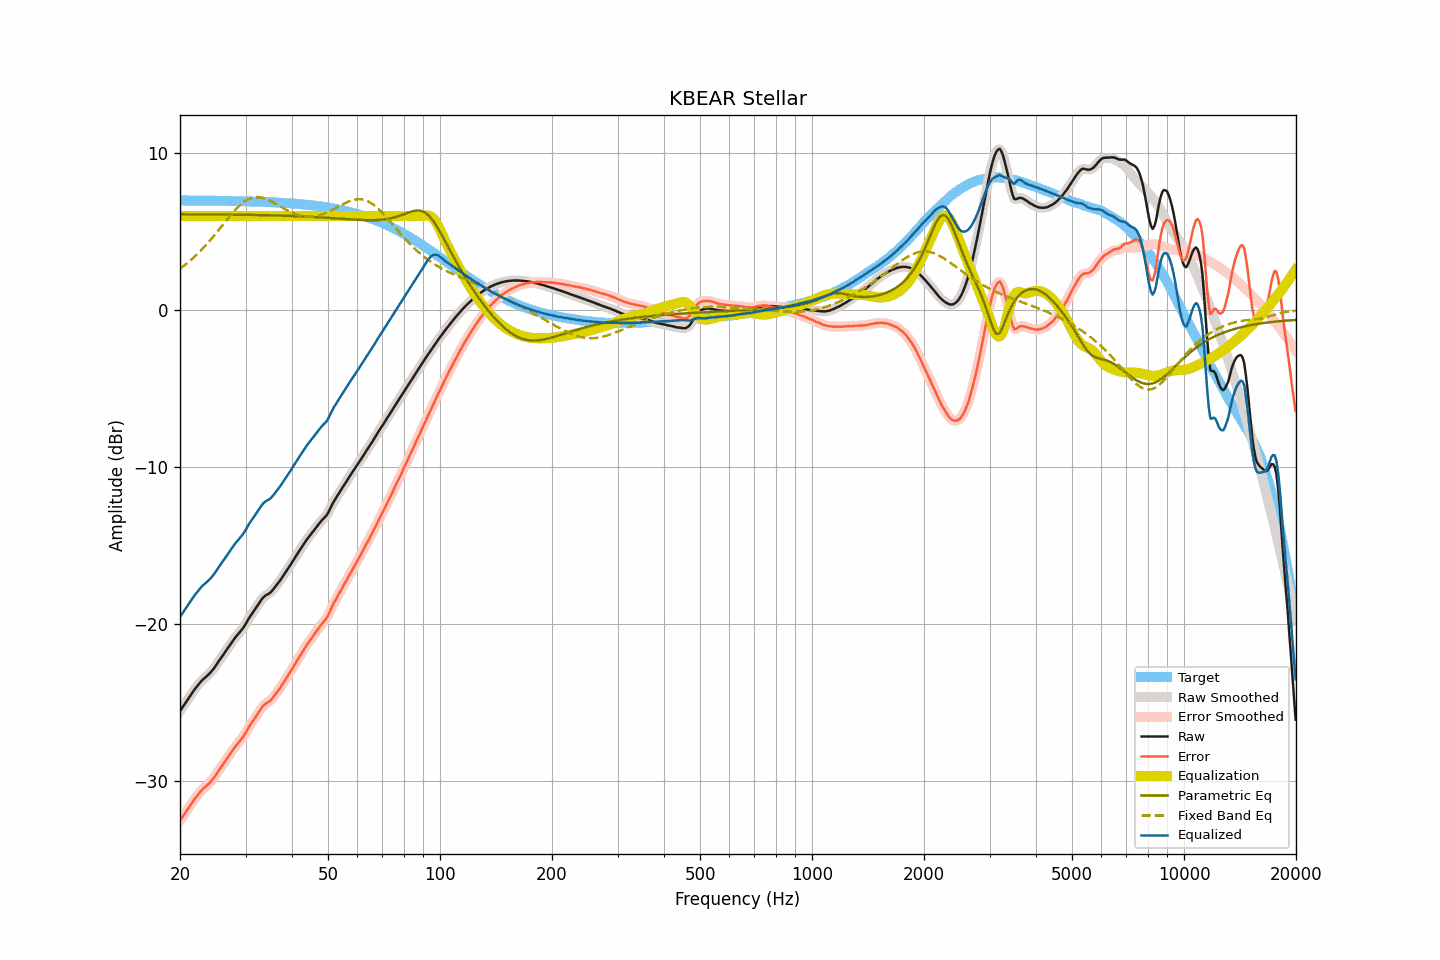 KBEAR Stellar
10
0
−10
−20
−30
Amplitude (dBr)
20
50
100
200
500
1000
2000
5000
10000
20000
Frequency (Hz)
Target
Raw Smoothed
Error Smoothed
Raw
Error
Equalization
Parametric Eq
Fixed Band Eq
Equalized